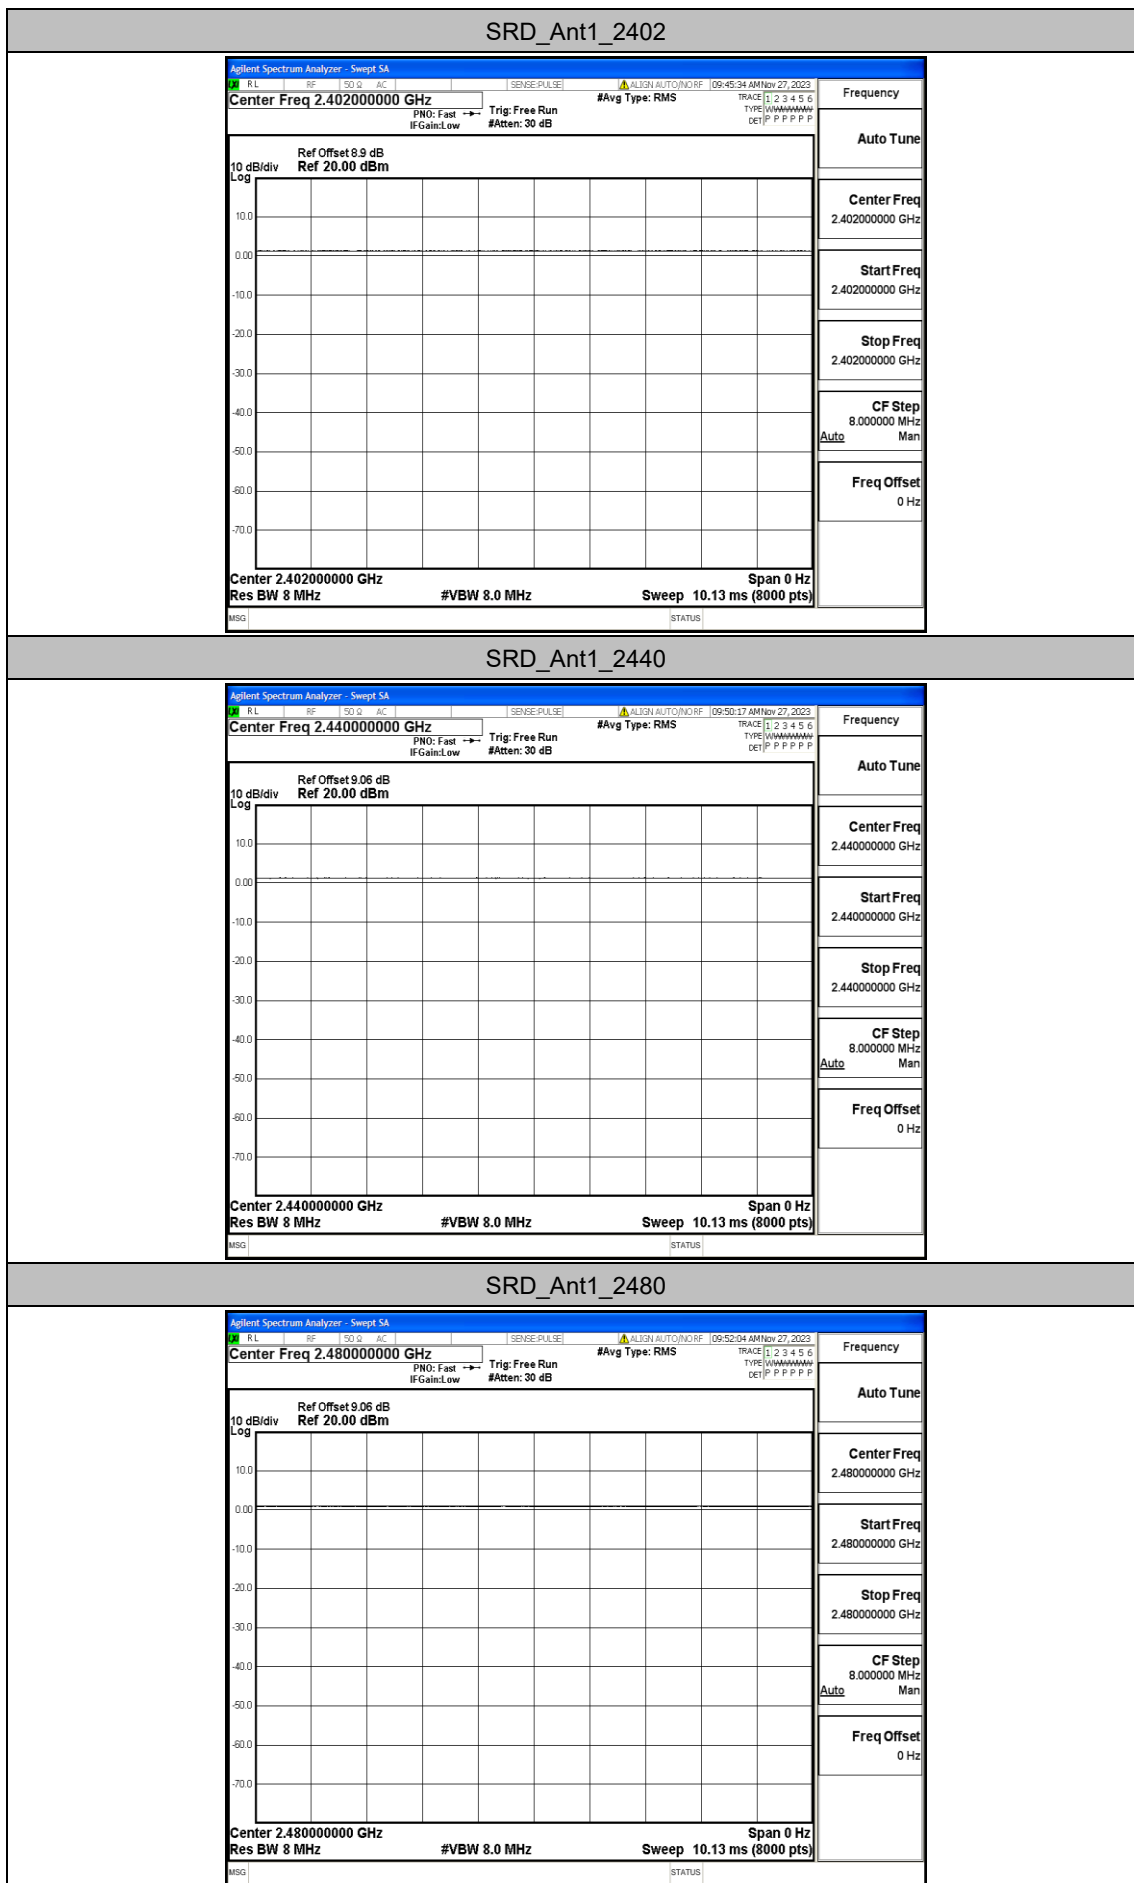 SRD_Ant1_2402
Agilent Spectrum Analyzer - Swept SA
RL RF 50 Ω AC SENSE:PULSE ALIGN AUTO/NO RF 09:45:34 AM Nov 27, 2023
Center Freq 2.402000000 GHz #Avg Type: RMS TRACE 1 2 3 4 5 6
PNO: Fast Trig: Free Run TYPE
IFGain:Low #Atten: 30 dB DET P P P P P P
Frequency
Auto Tune
Ref Offset 8.9 dB
10 dB/div Ref 20.00 dBm
Log
10.0
0.00
-10.0
-20.0
-30.0
-40.0
-50.0
-60.0
-70.0
Center Freq
2.402000000 GHz
Start Freq
2.402000000 GHz
Stop Freq
2.402000000 GHz
CF Step
8.000000 MHz
Auto Man
Freq Offset
0 Hz
Center 2.402000000 GHz Span 0 Hz
Res BW 8 MHz #VBW 8.0 MHz Sweep 10.13 ms (8000 pts)
MSG STATUS
SRD_Ant1_2440
Agilent Spectrum Analyzer - Swept SA
RL RF 50 Ω AC SENSE:PULSE ALIGN AUTO/NO RF 09:50:17 AM Nov 27, 2023
Center Freq 2.440000000 GHz #Avg Type: RMS TRACE 1 2 3 4 5 6
PNO: Fast Trig: Free Run TYPE
IFGain:Low #Atten: 30 dB DET P P P P P P
Frequency
Auto Tune
Ref Offset 9.06 dB
10 dB/div Ref 20.00 dBm
Log
10.0
0.00
-10.0
-20.0
-30.0
-40.0
-50.0
-60.0
-70.0
Center Freq
2.440000000 GHz
Start Freq
2.440000000 GHz
Stop Freq
2.440000000 GHz
CF Step
8.000000 MHz
Auto Man
Freq Offset
0 Hz
Center 2.440000000 GHz Span 0 Hz
Res BW 8 MHz #VBW 8.0 MHz Sweep 10.13 ms (8000 pts)
MSG STATUS
SRD_Ant1_2480
Agilent Spectrum Analyzer - Swept SA
RL RF 50 Ω AC SENSE:PULSE ALIGN AUTO/NO RF 09:52:04 AM Nov 27, 2023
Center Freq 2.480000000 GHz #Avg Type: RMS TRACE 1 2 3 4 5 6
PNO: Fast Trig: Free Run TYPE
IFGain:Low #Atten: 30 dB DET P P P P P P
Frequency
Auto Tune
Ref Offset 9.06 dB
10 dB/div Ref 20.00 dBm
Log
10.0
0.00
-10.0
-20.0
-30.0
-40.0
-50.0
-60.0
-70.0
Center Freq
2.480000000 GHz
Start Freq
2.480000000 GHz
Stop Freq
2.480000000 GHz
CF Step
8.000000 MHz
Auto Man
Freq Offset
0 Hz
Center 2.480000000 GHz Span 0 Hz
Res BW 8 MHz #VBW 8.0 MHz Sweep 10.13 ms (8000 pts)
MSG STATUS